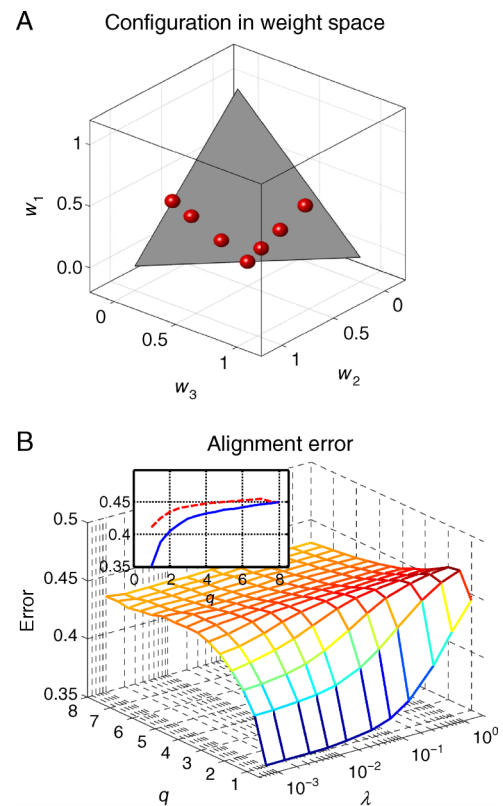 A
Configuration in weight space
w1
1
0.5
0.0
0
0.5
1
w3
1
0.5
0
w2
B
Alignment error
Error
0.5
0.45
0.4
0.35
0.45
0.4
0.35
0 2 4 6 8
q
8 7 6 5 4 3 2 1
q
10⁻³ 10⁻² 10⁻¹ 10⁰
λ